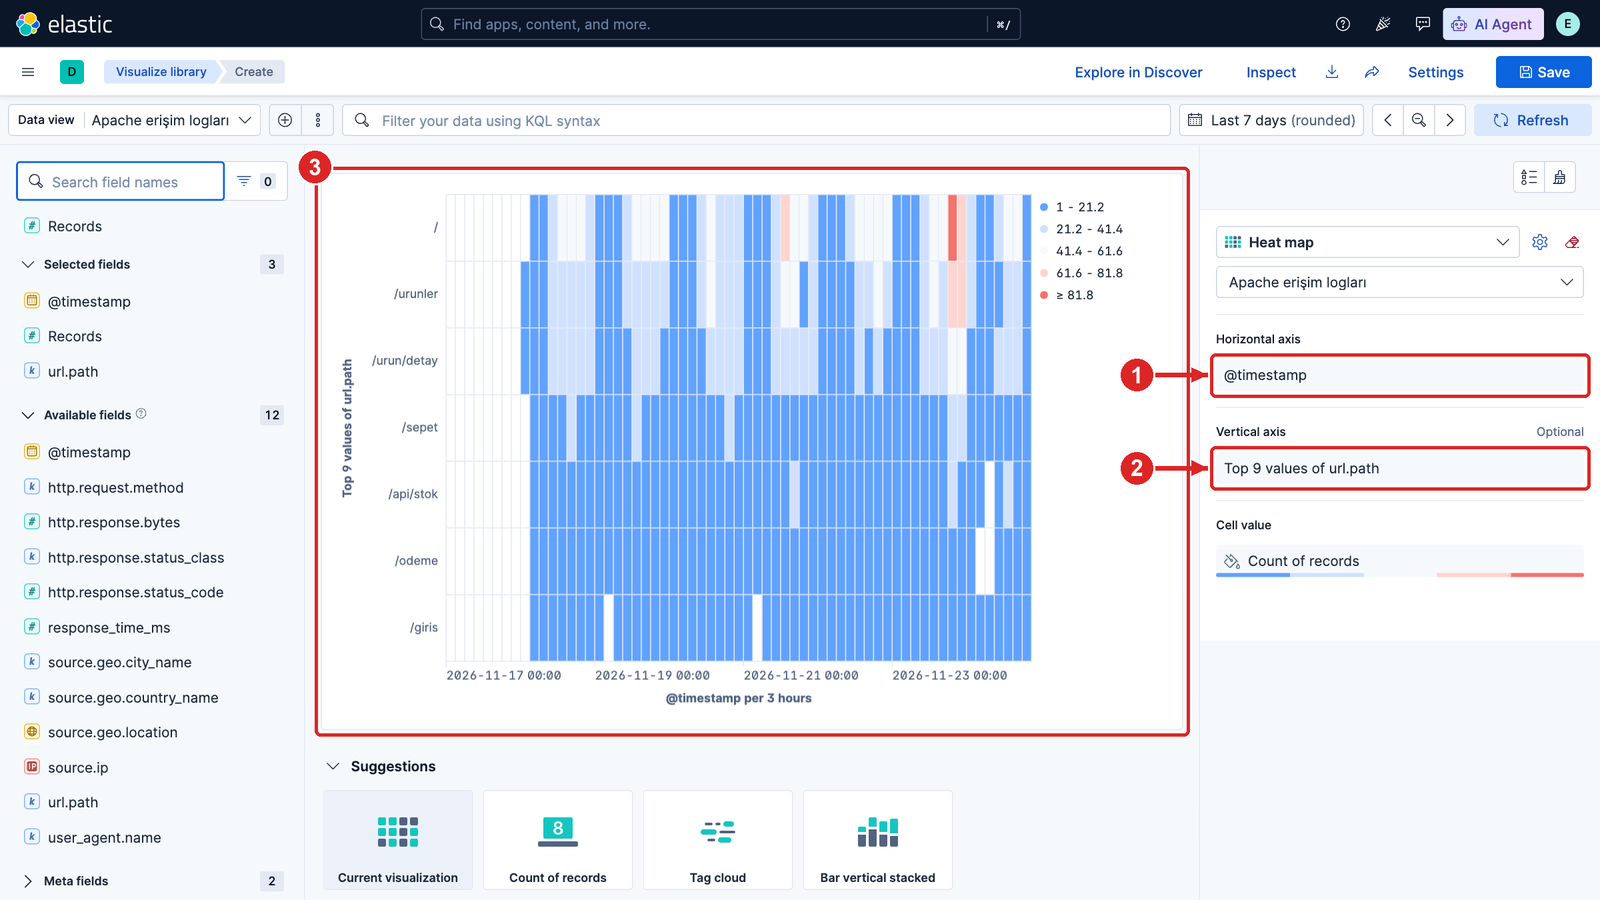 elastic
Find apps, content, and more.
⌘/
AI Agent
E
D
Visualize library
Create
Explore in Discover
Inspect
Settings
Save
Data view
Apache erişim logları
Filter your data using KQL syntax
Last 7 days (rounded)
Refresh
Search field names
0
Records
Selected fields
3
@timestamp
Records
url.path
Available fields
12
@timestamp
http.request.method
http.response.bytes
http.response.status_class
http.response.status_code
response_time_ms
source.geo.city_name
source.geo.country_name
source.geo.location
source.ip
url.path
user_agent.name
Meta fields
2
3
Top 9 values of url.path
/
/urunler
/urun/detay
/sepet
/api/stok
/odeme
/giris
2026-11-17 00:00
2026-11-19 00:00
2026-11-21 00:00
2026-11-23 00:00
@timestamp per 3 hours
1 - 21.2
21.2 - 41.4
41.4 - 61.6
61.6 - 81.8
≥ 81.8
Suggestions
Current visualization
8
Count of records
Tag cloud
Bar vertical stacked
Heat map
Apache erişim logları
Horizontal axis
1
@timestamp
Vertical axis
Optional
2
Top 9 values of url.path
Cell value
Count of records